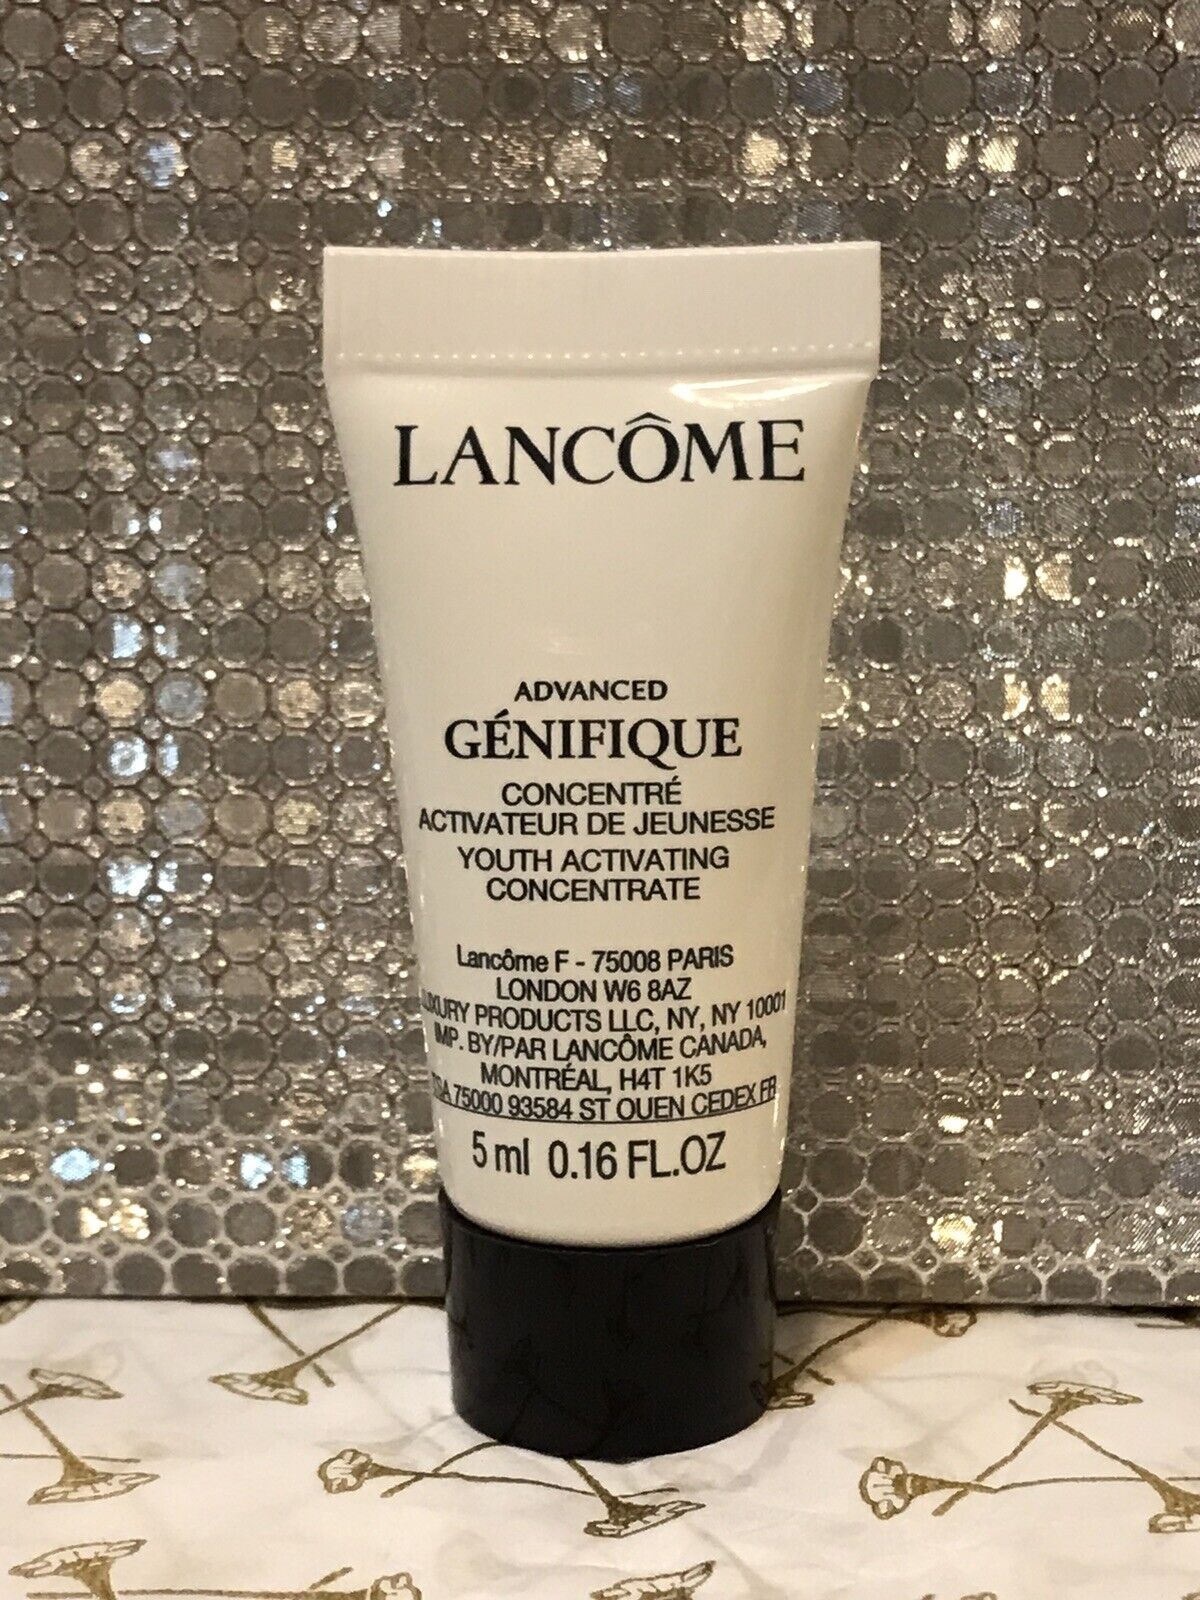 LANCÔME
ADVANCED
GÉNIFIQUE
CONCENTRÉ
ACTIVATEUR DE JEUNESSE
YOUTH ACTIVATING
CONCENTRATE
Lancôme F - 75008 PARIS
LONDON W6 8AZ
LUXURY PRODUCTS LLC, NY, NY 10001
IMP. BY/PAR LANCÔME CANADA,
MONTRÉAL, H4T 1K5
TSA 75000 93584 ST OUEN CEDEX FR
5 ml 0.16 FL.OZ